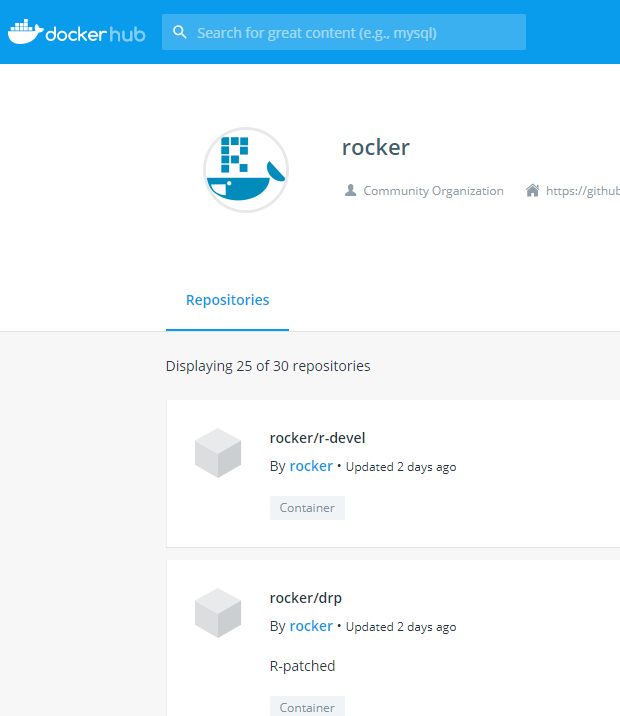 dockerhub
Search for great content (e.g., mysql)
rocker
Community Organization
https://github
Repositories
Displaying 25 of 30 repositories
rocker/r-devel
By rocker • Updated 2 days ago
Container
rocker/drp
By rocker • Updated 2 days ago
R-patched
Container